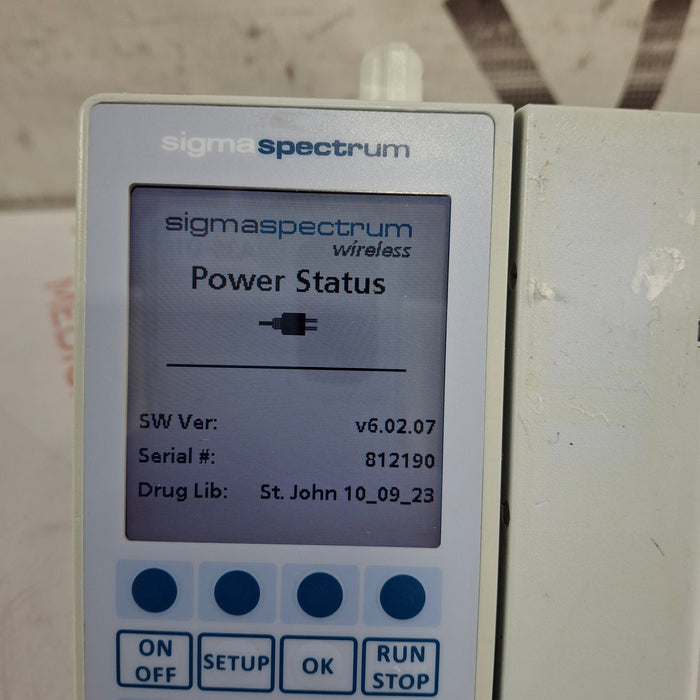 sigmaspectrum
sigmaspectrum
wireless
Power Status
SW Ver: v6.02.07
Serial #: 812190
Drug Lib: St. John 10_09_23
ON OFF
SETUP
OK
RUN STOP